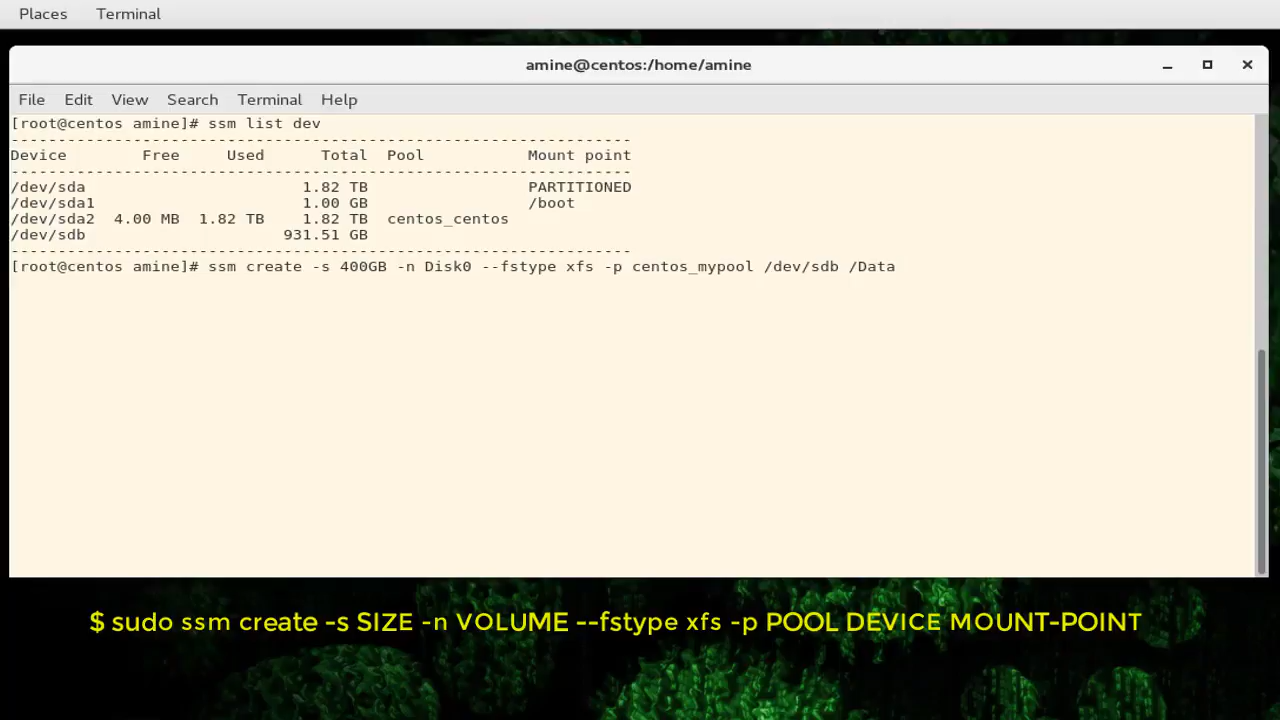 Places Terminal
amine@centos:/home/amine
File Edit View Search Terminal Help
[root@centos amine]# ssm list dev
------------------------------------------------------------------
Device        Free     Used      Total  Pool           Mount point
------------------------------------------------------------------
/dev/sda                       1.82 TB                 PARTITIONED
/dev/sda1                      1.00 GB                 /boot
/dev/sda2  4.00 MB  1.82 TB    1.82 TB  centos_centos
/dev/sdb                     931.51 GB
------------------------------------------------------------------
[root@centos amine]# ssm create -s 400GB -n Disk0 --fstype xfs -p centos_mypool /dev/sdb /Data
$ sudo ssm create -s SIZE -n VOLUME --fstype xfs -p POOL DEVICE MOUNT-POINT